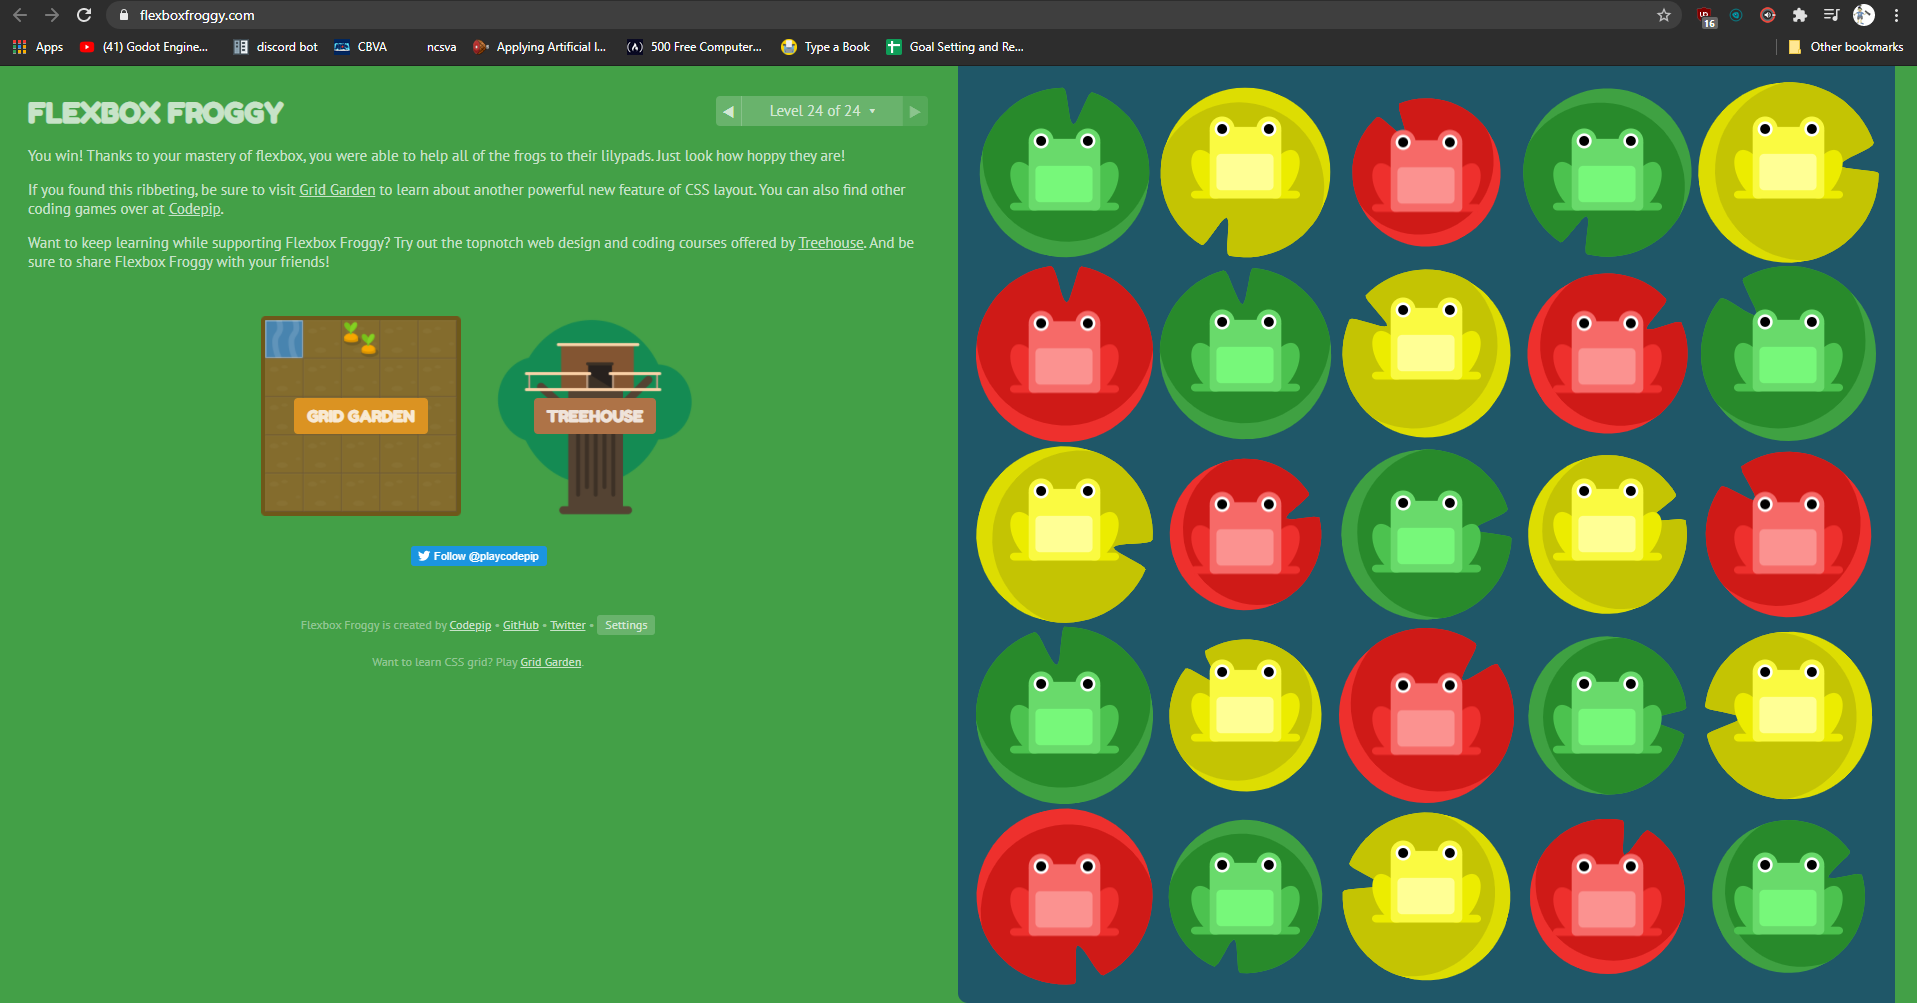 flexboxfroggy.com
16
Apps
(41) Godot Engine...
discord bot
CBVA
ncsva
Applying Artificial I...
500 Free Computer...
Type a Book
Goal Setting and Re...
Other bookmarks
FLEXBOX FROGGY
Level 24 of 24
You win! Thanks to your mastery of flexbox, you were able to help all of the frogs to their lilypads. Just look how hoppy they are!
If you found this ribbeting, be sure to visit Grid Garden to learn about another powerful new feature of CSS layout. You can also find other
coding games over at Codepip.
Want to keep learning while supporting Flexbox Froggy? Try out the topnotch web design and coding courses offered by Treehouse. And be
sure to share Flexbox Froggy with your friends!
GRID GARDEN
TREEHOUSE
Follow @playcodepip
Flexbox Froggy is created by Codepip • GitHub • Twitter • Settings
Want to learn CSS grid? Play Grid Garden.